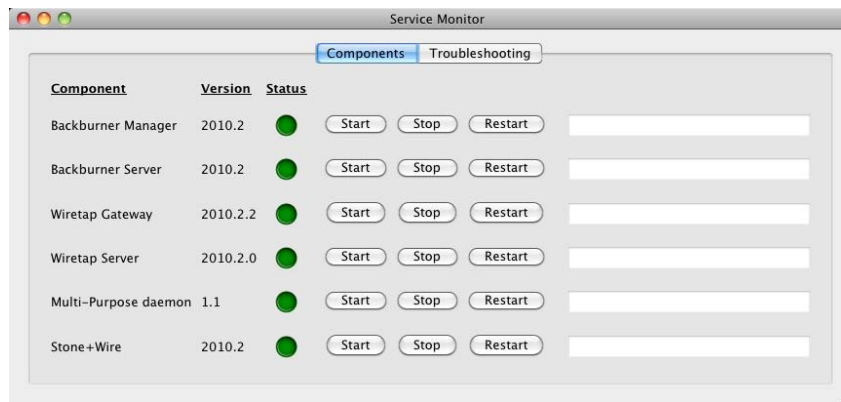 Service Monitor
Components Troubleshooting
Component Version Status
Backburner Manager 2010.2 Start Stop Restart
Backburner Server 2010.2 Start Stop Restart
Wiretap Gateway 2010.2.2 Start Stop Restart
Wiretap Server 2010.2.0 Start Stop Restart
Multi-Purpose daemon 1.1 Start Stop Restart
Stone+Wire 2010.2 Start Stop Restart